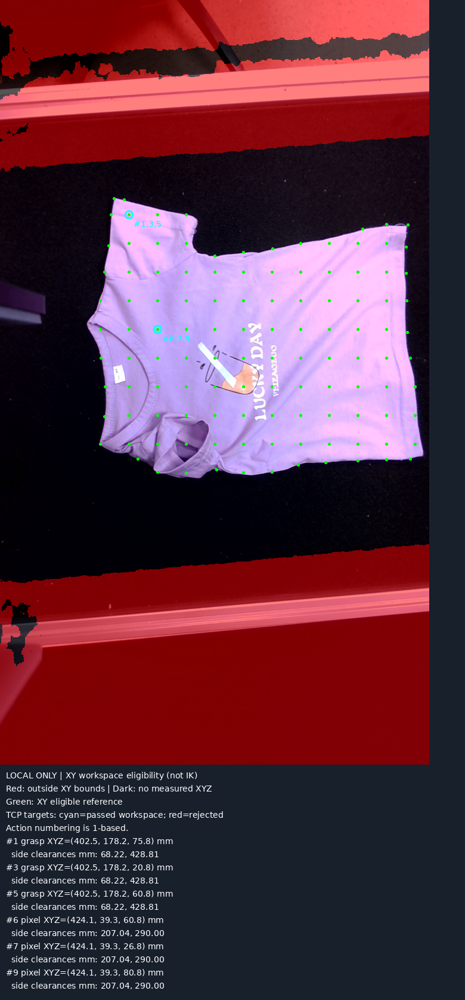 #1,3,5
#6,7,9
LUCKY DAY
LOCAL ONLY | XY workspace eligibility (not IK)
Red: outside XY bounds | Dark: no measured XYZ
Green: XY eligible reference
TCP targets: cyan=passed workspace; red=rejected
Action numbering is 1-based.
#1 grasp XYZ=(402.5, 178.2, 75.8) mm
side clearances mm: 68.22, 428.81
#3 grasp XYZ=(402.5, 178.2, 20.8) mm
side clearances mm: 68.22, 428.81
#5 grasp XYZ=(402.5, 178.2, 60.8) mm
side clearances mm: 68.22, 428.81
#6 pixel XYZ=(424.1, 39.3, 60.8) mm
side clearances mm: 207.04, 290.00
#7 pixel XYZ=(424.1, 39.3, 26.8) mm
side clearances mm: 207.04, 290.00
#9 pixel XYZ=(424.1, 39.3, 80.8) mm
side clearances mm: 207.04, 290.00